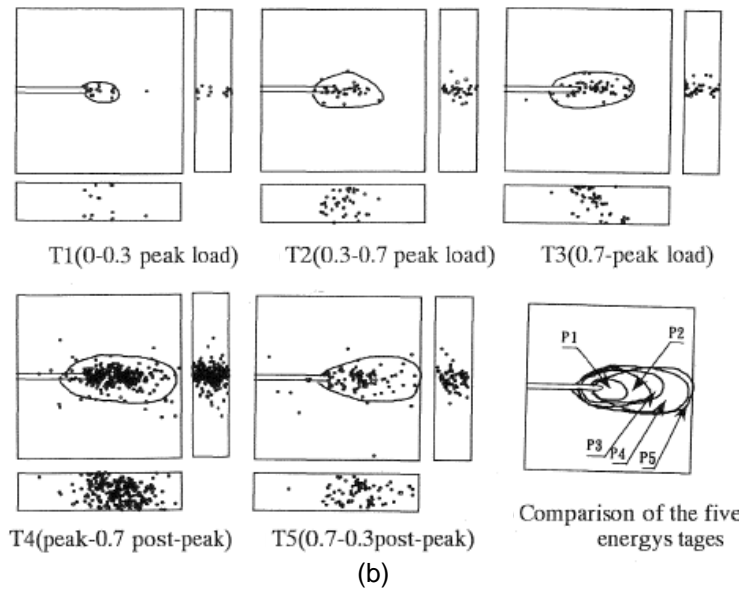 T1(0-0.3 peak load)
T2(0.3-0.7 peak load)
T3(0.7-peak load)
P1
P2
P3
P4
P5
T4(peak-0.7 post-peak)
T5(0.7-0.3post-peak)
Comparison of the five
energys tages
(b)